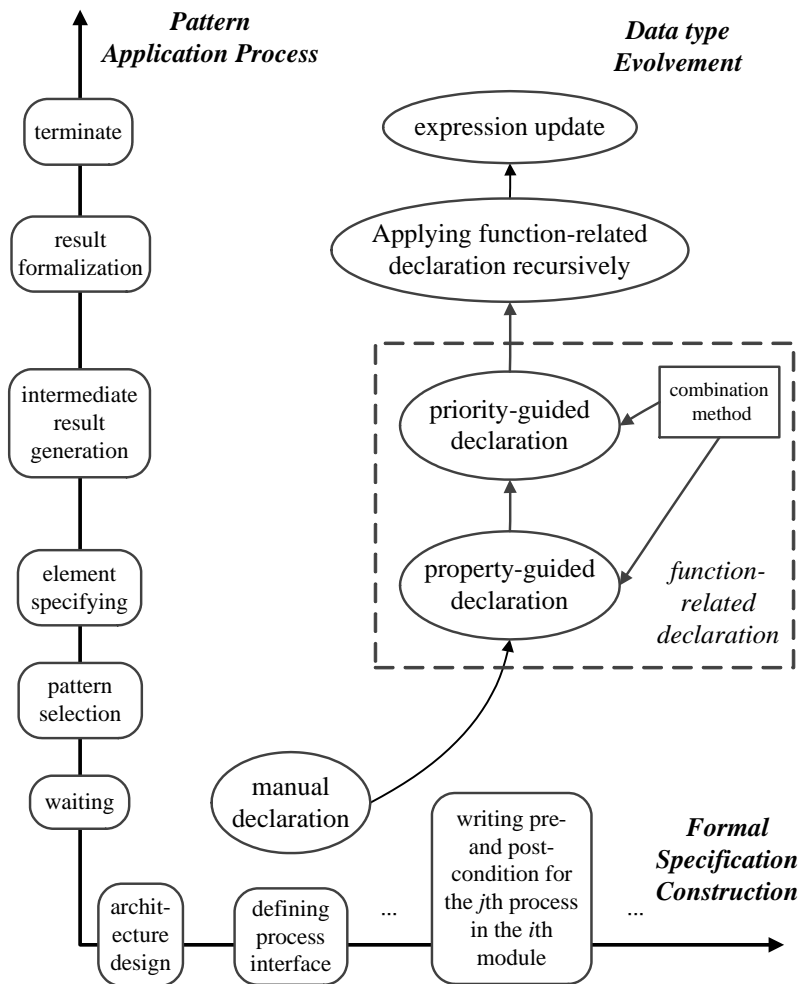 Pattern
Application Process
Data type
Evolvement
terminate
expression update
result
formalization
Applying function-related
declaration recursively
intermediate
result
generation
priority-guided
declaration
combination
method
element
specifying
property-guided
declaration
function-
related
declaration
pattern
selection
waiting
manual
declaration
writing pre-
and post-
condition for
the jth process
in the ith
module
Formal
Specification
Construction
archit-
ecture
design
defining
process
interface
...
...